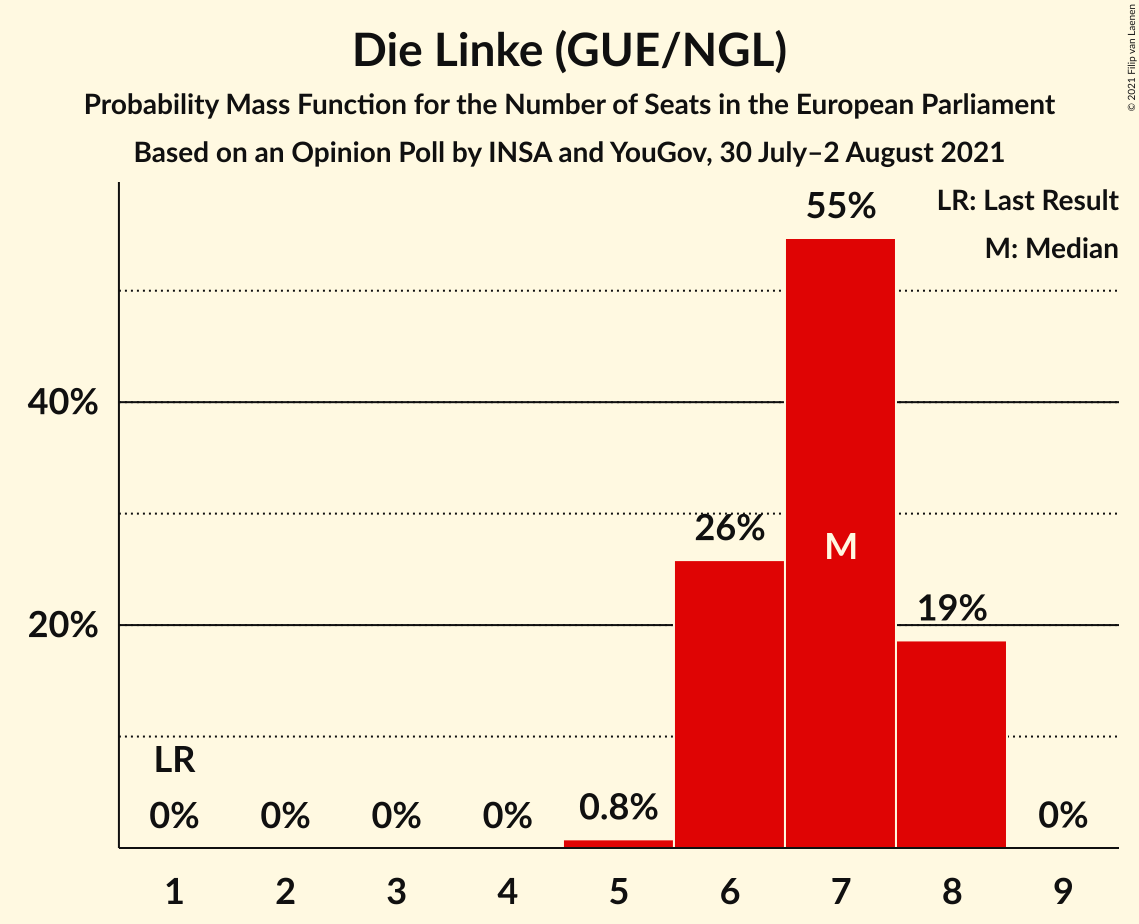 Die Linke (GUE/NGL)
Probability Mass Function for the Number of Seats in the European Parliament
Based on an Opinion Poll by INSA and YouGov, 30 July–2 August 2021
© 2021 Filip van Laenen
LR: Last Result
M: Median
55%
40%
26%
M
20%
19%
LR
0%
0%
0%
0%
0.8%
0%
1
2
3
4
5
6
7
8
9